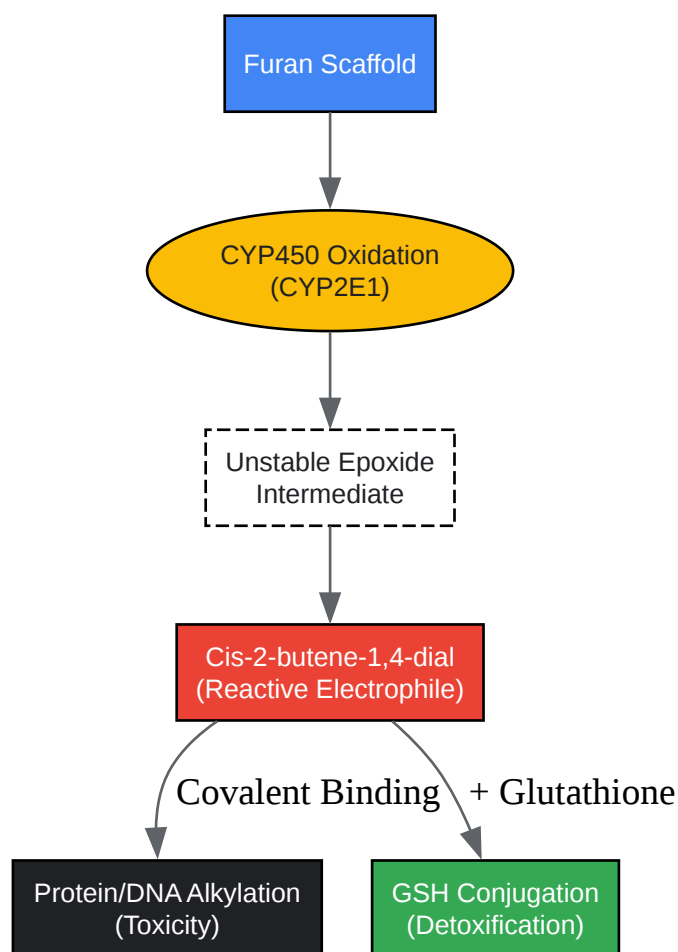 Furan Scaffold
CYP450 Oxidation
(CYP2E1)
Unstable Epoxide
Intermediate
Cis-2-butene-1,4-dial
(Reactive Electrophile)
Covalent Binding
+ Glutathione
Protein/DNA Alkylation
(Toxicity)
GSH Conjugation
(Detoxification)